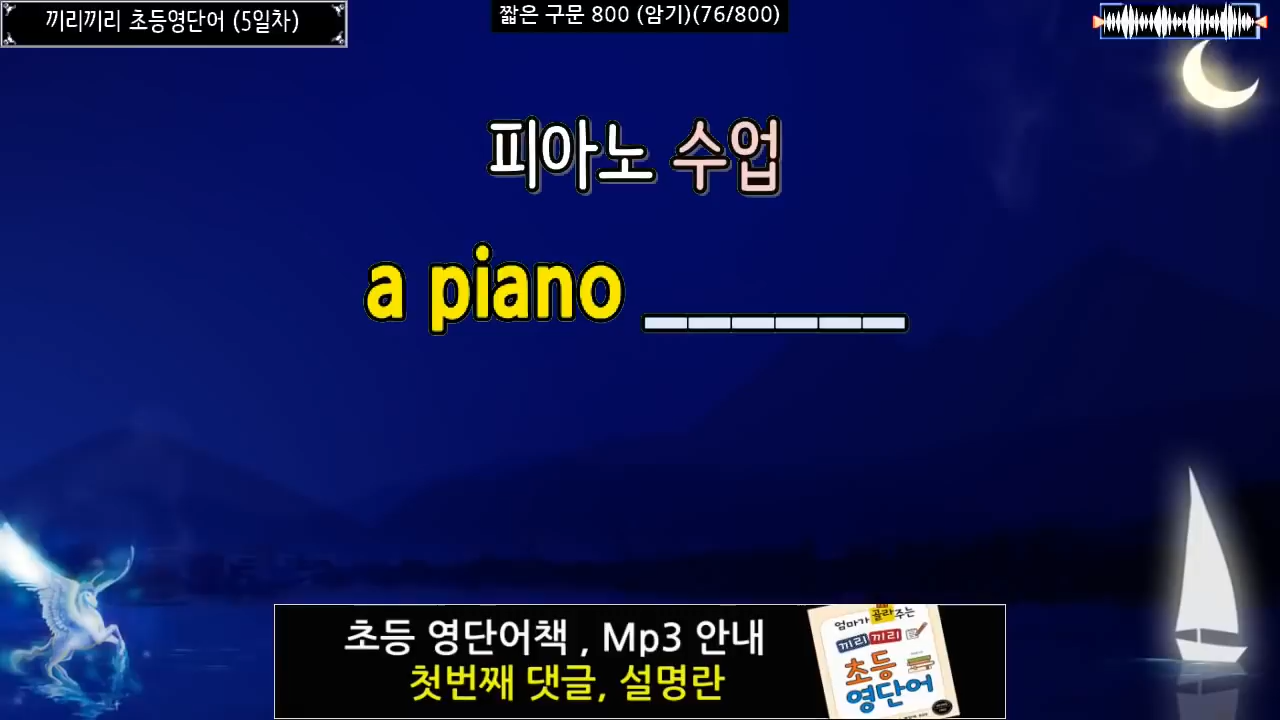 끼리끼리 초등영단어 (5일차)
짧은 구문 800 (암기)(76/800)
피아노 수업
a piano ______
초등 영단어책 , Mp3 안내
첫번째 댓글, 설명란
엄마가 골라주는
끼리끼리
초등
영단어